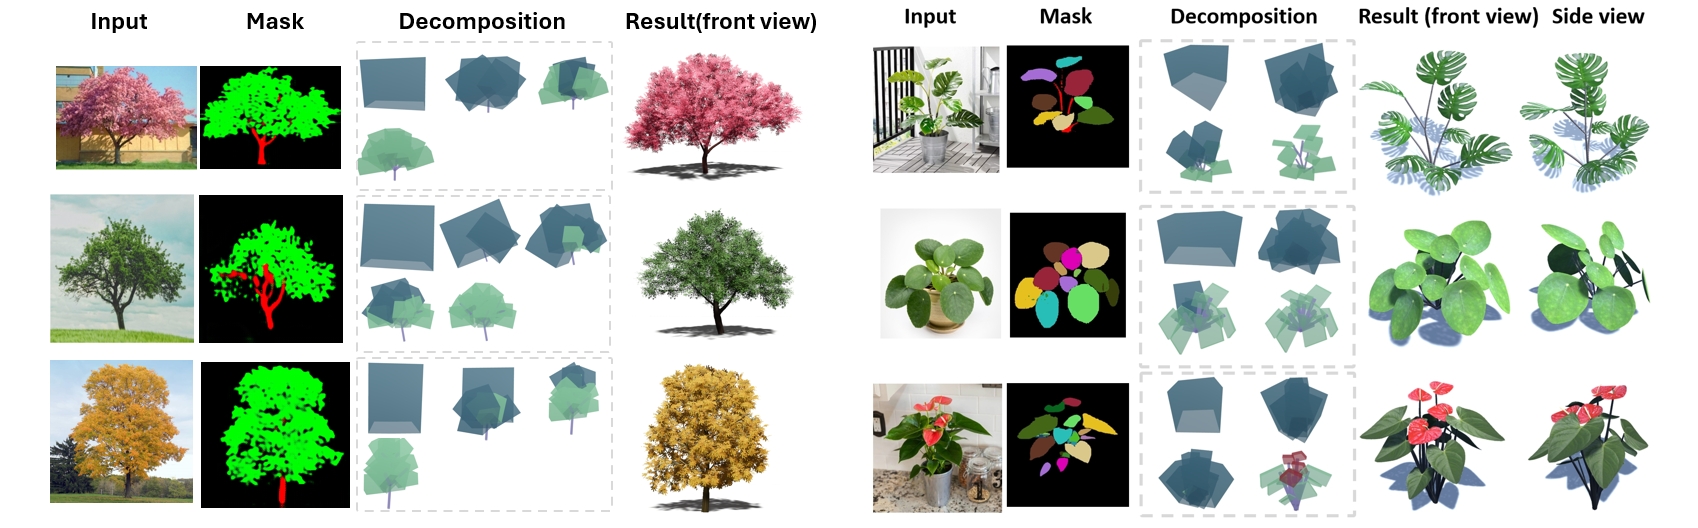 Input Mask Decomposition Result(front view)
Input Mask Decomposition Result (front view) Side view